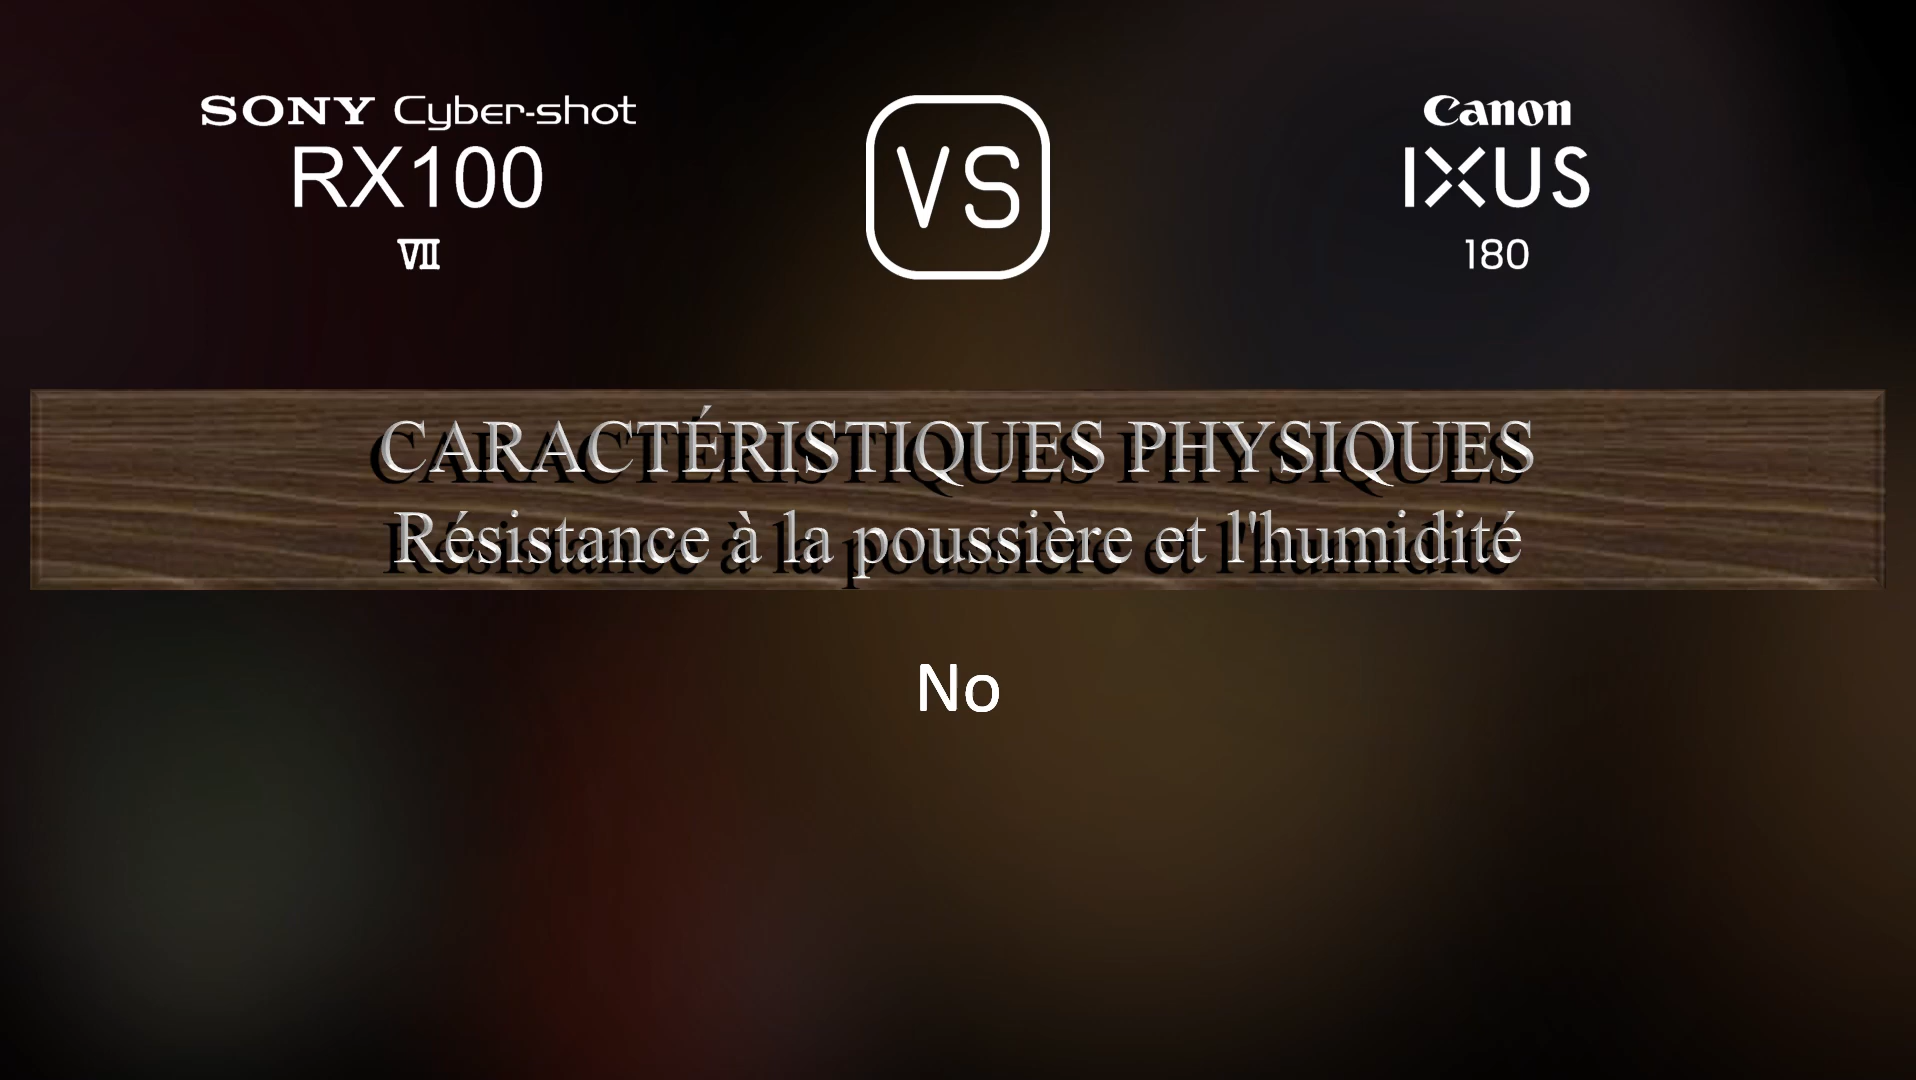 SONY Cyber-shot
RX100
VII
VS
Canon
IXUS
180
CARACTÉRISTIQUES PHYSIQUES
Résistance à la poussière et l'humidité
No